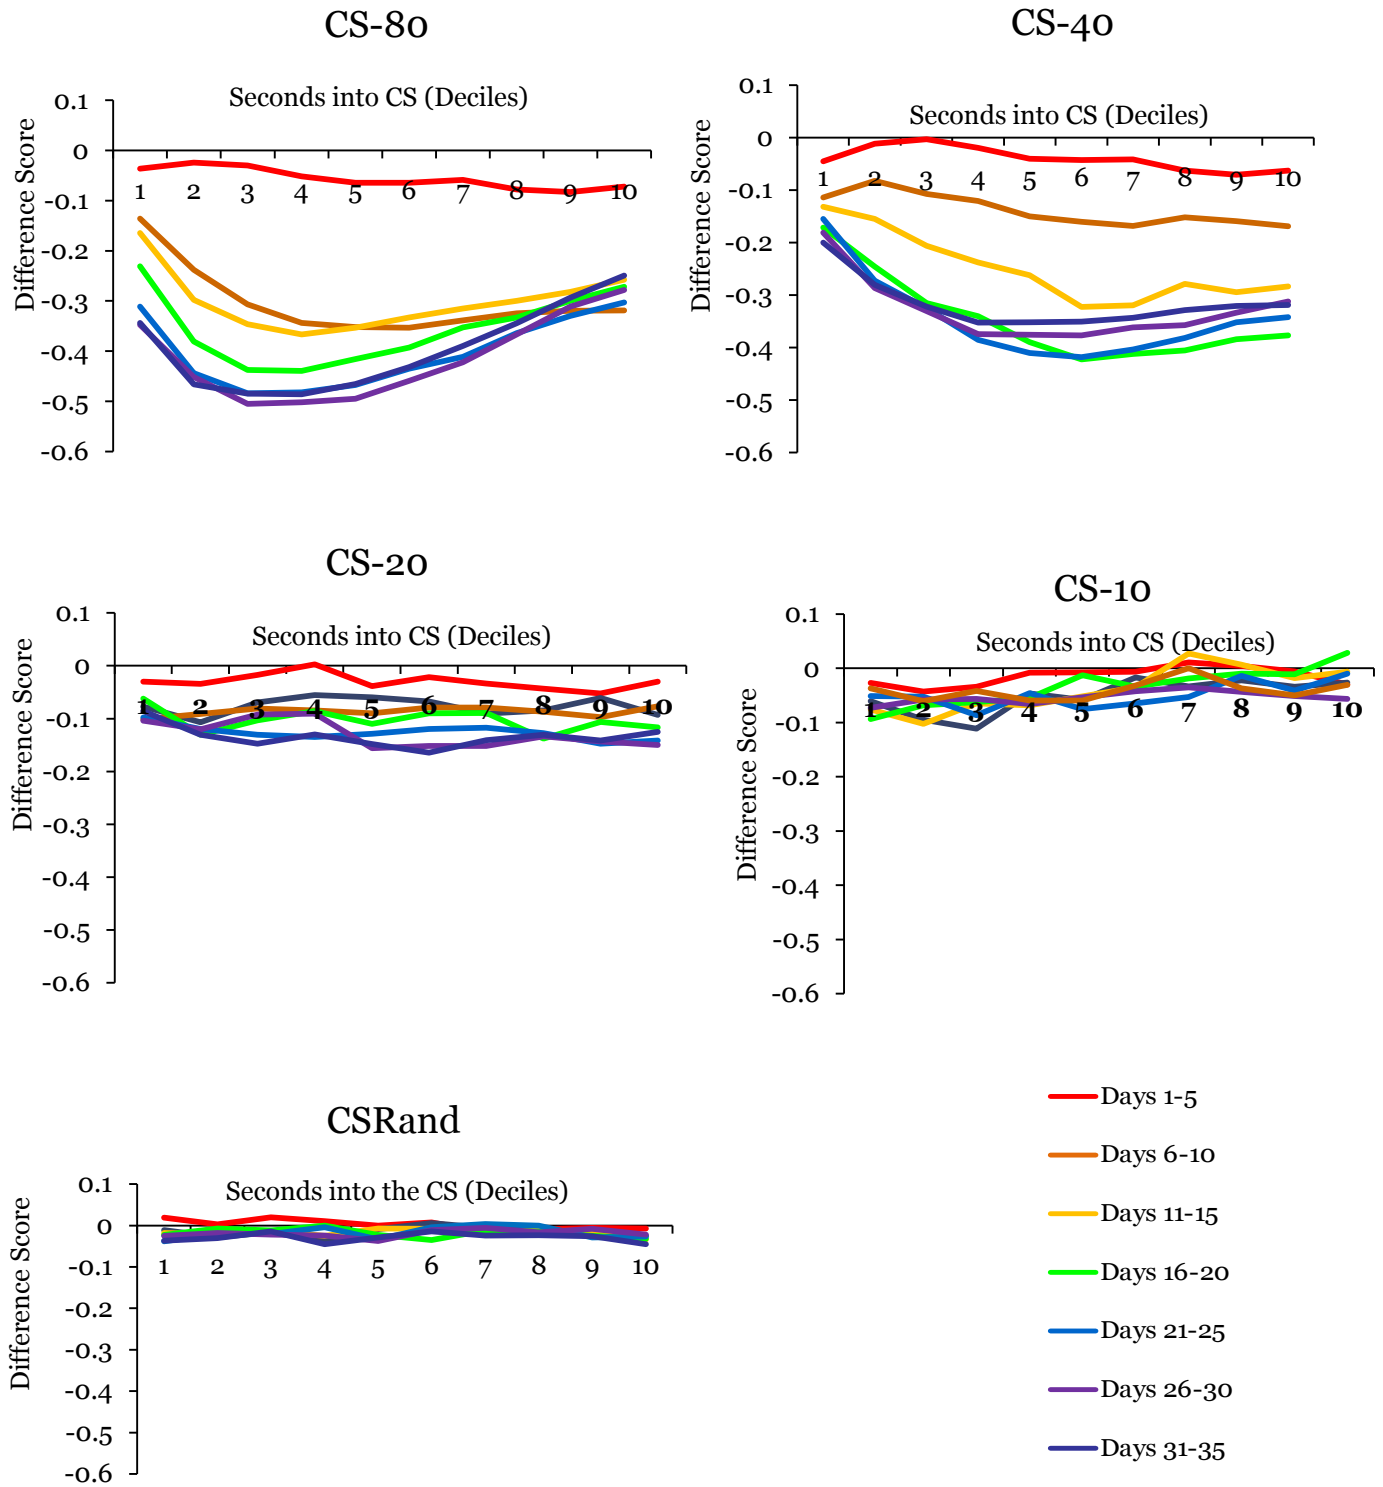 CS-80
Seconds into CS (Deciles)
Difference Score
0.1
0
-0.1
-0.2
-0.3
-0.4
-0.5
-0.6
1 2 3 4 5 6 7 8 9 10
CS-40
Seconds into CS (Deciles)
Difference Score
0.1
0
-0.1
-0.2
-0.3
-0.4
-0.5
-0.6
1 2 3 4 5 6 7 8 9 10
CS-20
Seconds into CS (Deciles)
Difference Score
0.1
0
-0.1
-0.2
-0.3
-0.4
-0.5
-0.6
1 2 3 4 5 6 7 8 9 10
CS-10
Seconds into CS (Deciles)
Difference Score
0.1
0
-0.1
-0.2
-0.3
-0.4
-0.5
-0.6
1 2 3 4 5 6 7 8 9 10
CSRand
Seconds into the CS (Deciles)
Difference Score
0.1
0
-0.1
-0.2
-0.3
-0.4
-0.5
-0.6
1 2 3 4 5 6 7 8 9 10
Days 1-5
Days 6-10
Days 11-15
Days 16-20
Days 21-25
Days 26-30
Days 31-35